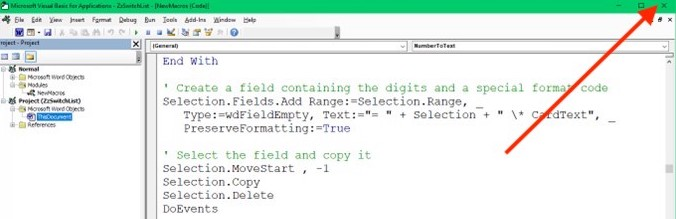 Microsoft Visual Basic for Applications - ZzSwitchList - [NewMacros (Code)]
File Edit View Insert Format Debug Run Tools Add-Ins Window Help
Project - Project
(General)
NumberToText
Normal
Microsoft Word Objects
Modules
NewMacros
Project (ZzSwitchList)
Microsoft Word Objects
ThisDocument
References
End With
' Create a field containing the digits and a special format code
Selection.Fields.Add Range:=Selection.Range, _
Type:=wdFieldEmpty, Text:="= " + Selection + " \* CardText", _
PreserveFormatting:=True
' Select the field and copy it
Selection.MoveStart , -1
Selection.Copy
Selection.Delete
DoEvents